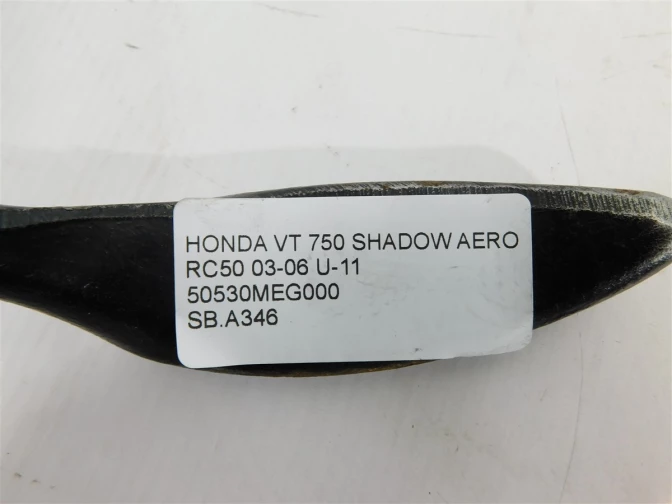 HONDA VT 750 SHADOW AERO
RC50 03-06 U-11
50530MEG000
SB.A346